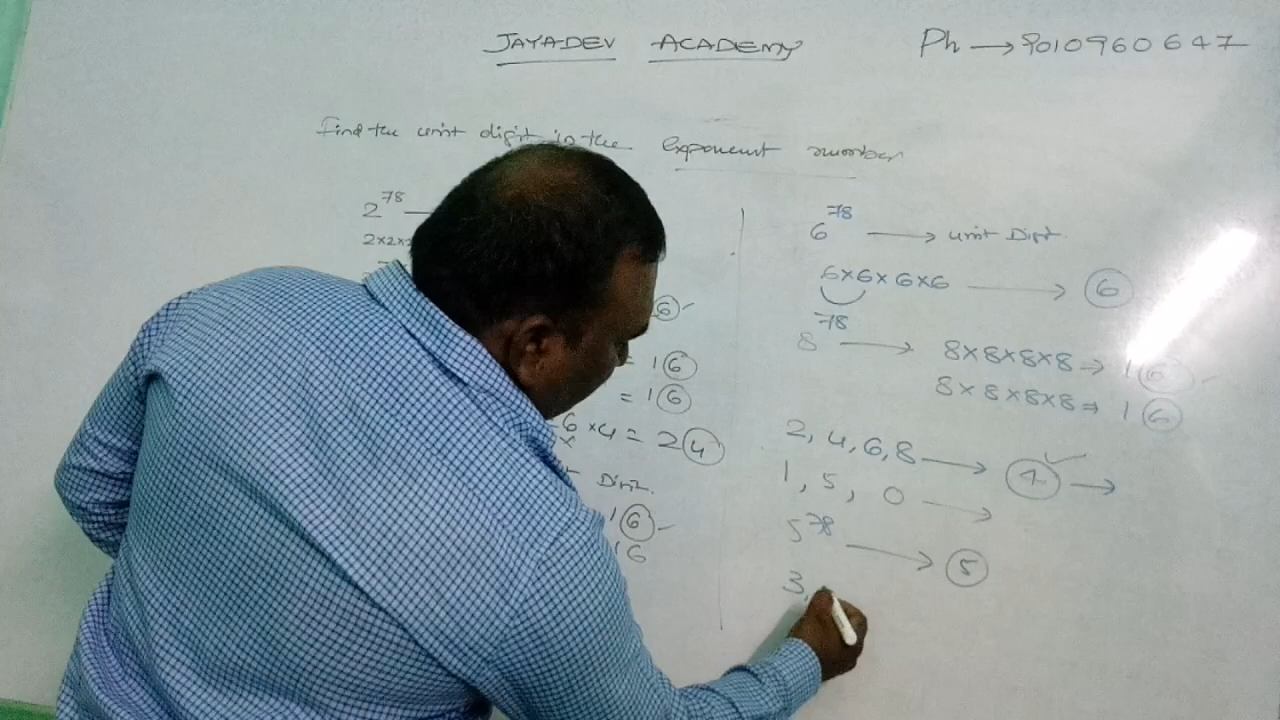 JAYADEV ACADEMY Ph → 9010960647
Find the unit digit in the Exponent number
2^78
2×2×
6
= 16
= 16
6 × 4 = 24
Digit.
16
16
6^78 → unit Digit
6×6×6×6 → 6
8^78 → 8×8×8×8 ⇒ 16
8×8×8×8 ⇒ 16
2, 4, 6, 8 → 4 →
1, 5, 0 →
5^78 → 5
3,